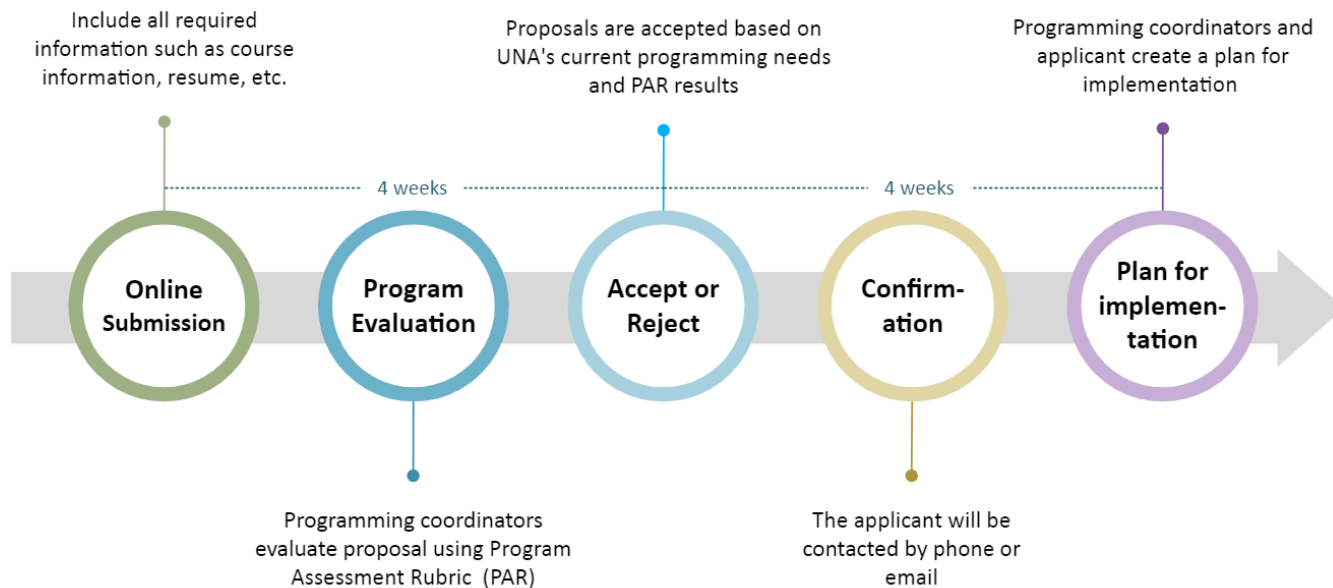 Include all required
information such as course
information, resume, etc.
Proposals are accepted based on
UNA's current programming needs
and PAR results
Programming coordinators and
applicant create a plan for
implementation
4 weeks
4 weeks
Online
Submission
Program
Evaluation
Accept or
Reject
Confirm-
ation
Plan for
implemen-
tation
Programming coordinators
evaluate proposal using Program
Assessment Rubric (PAR)
The applicant will be
contacted by phone or
email